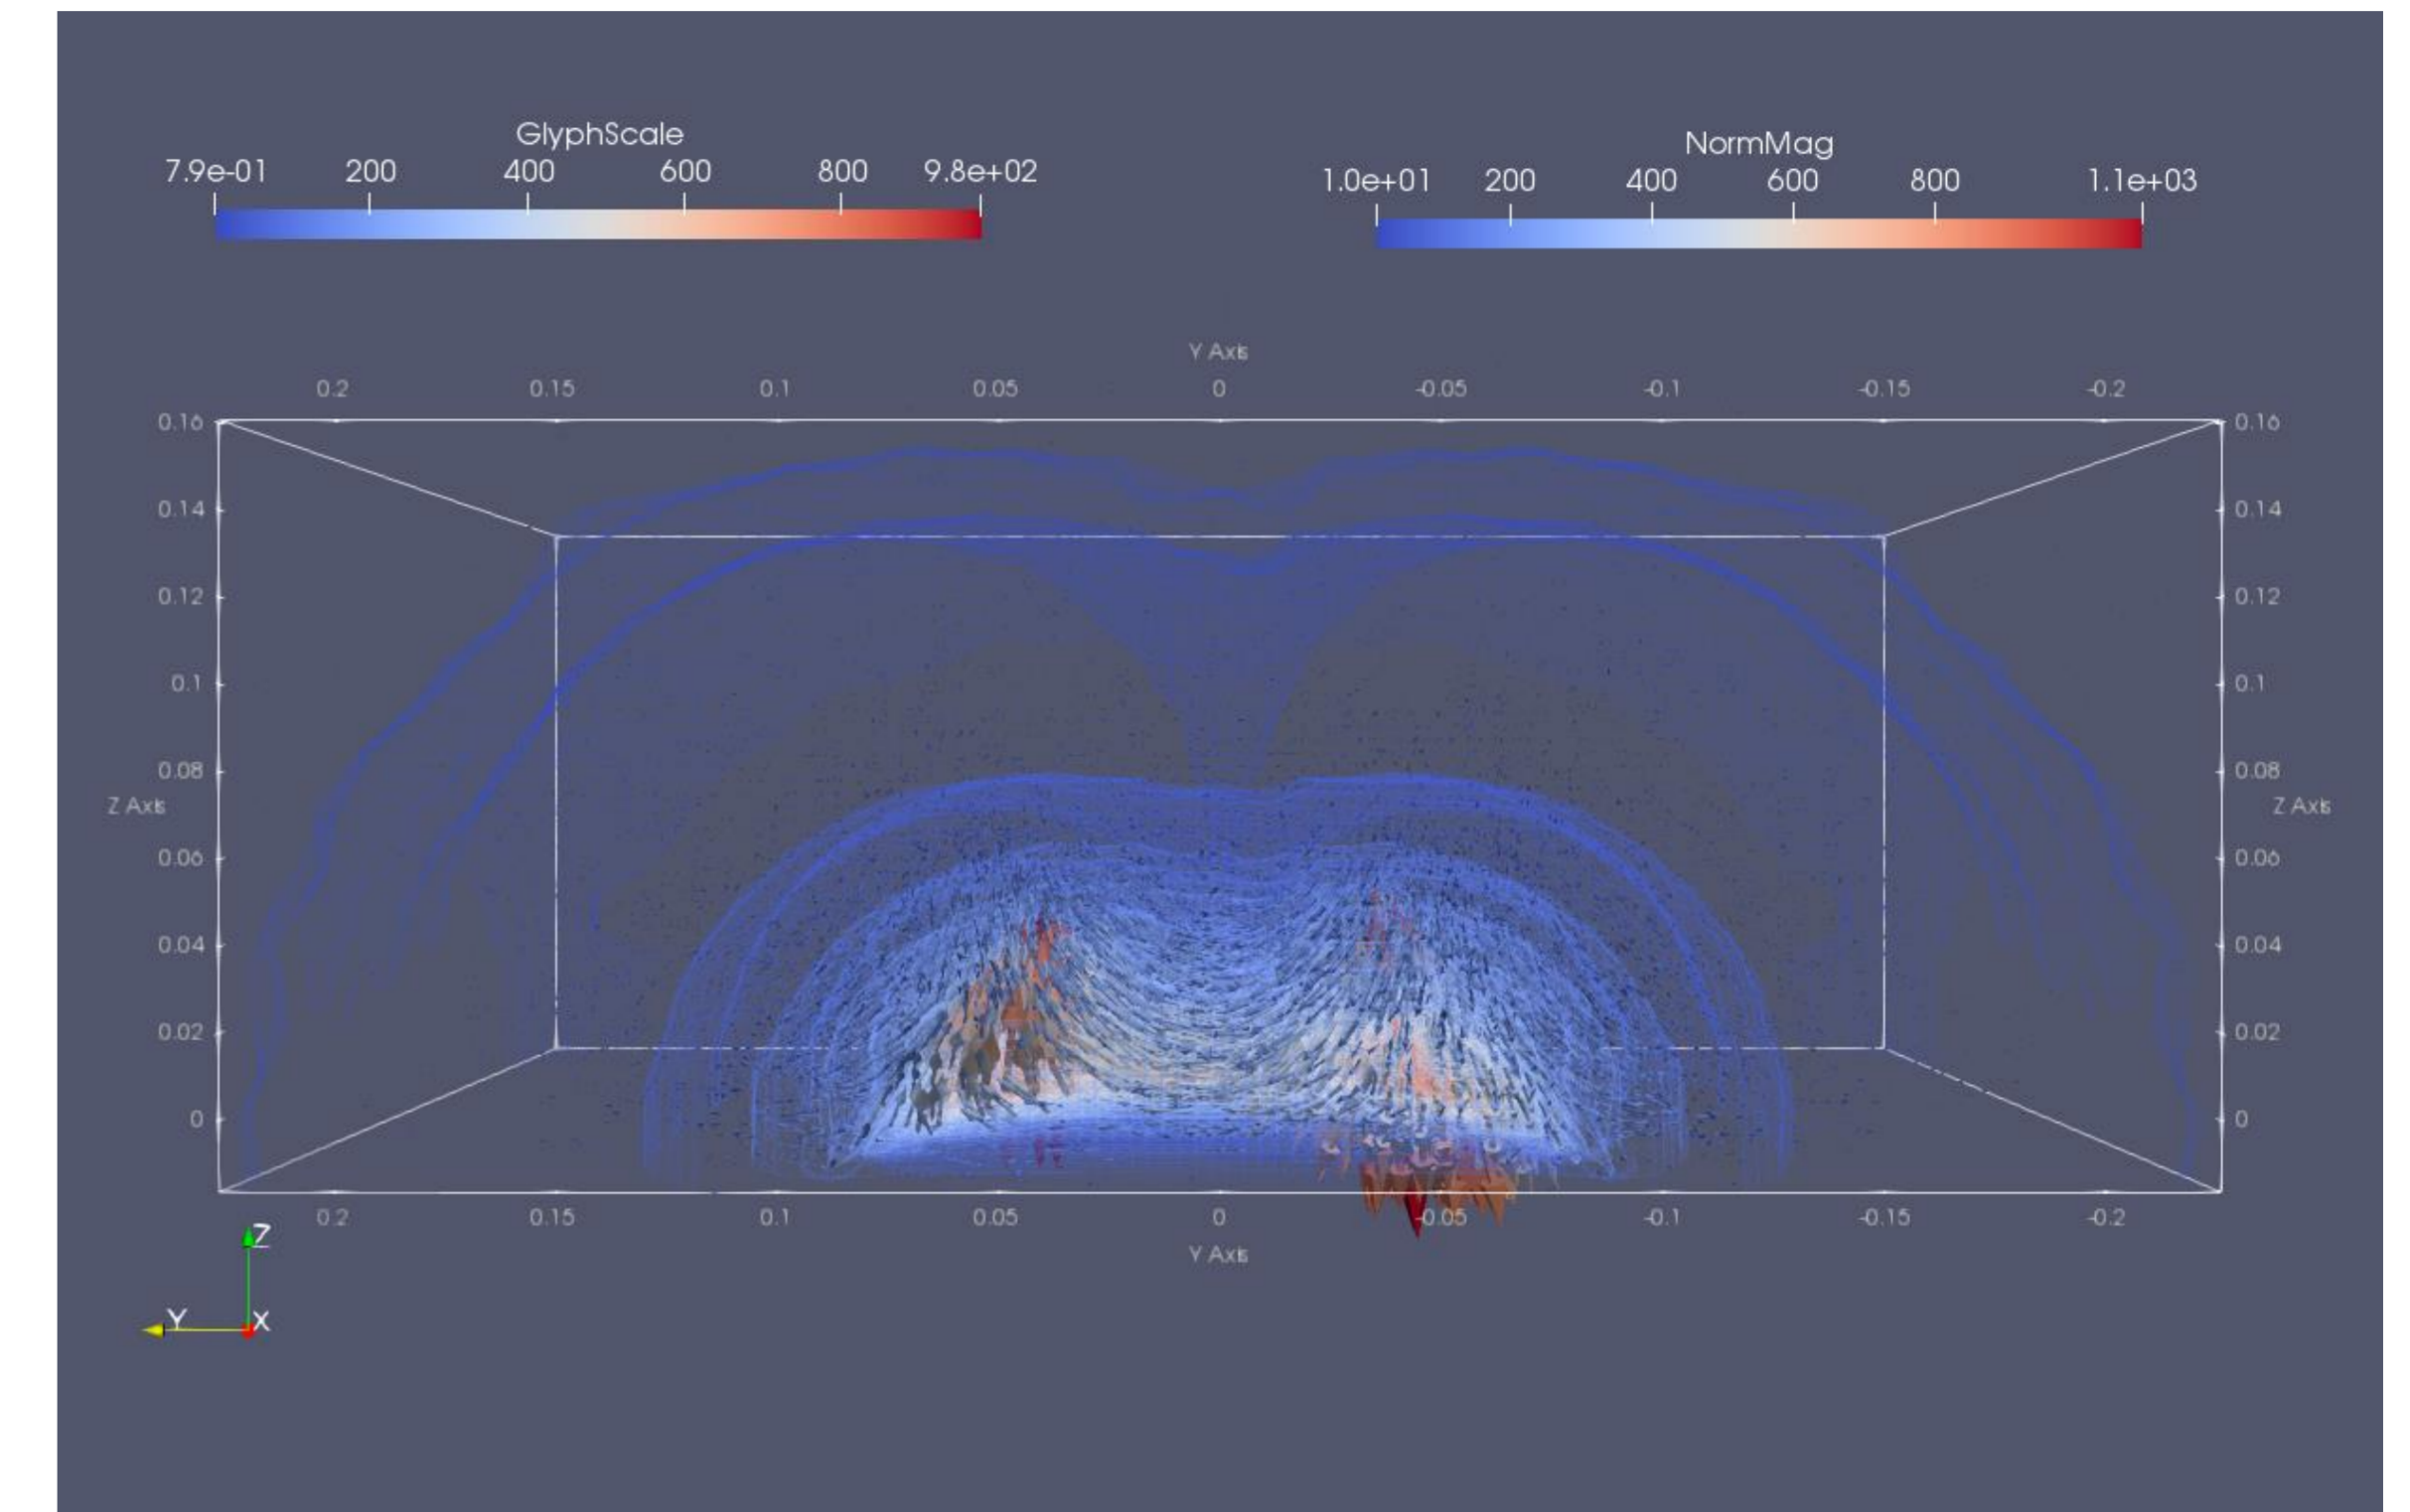 GlyphScale
7.9e-01 200 400 600 800 9.8e+02
NormMag
1.0e+01 200 400 600 800 1.1e+03
Y Axis
0.2 0.15 0.1 0.05 0 -0.05 -0.1 -0.15 -0.2
0.16 0.16
0.14 0.14
0.12 0.12
0.1 0.1
0.08 0.08
Z Axis Z Axis
0.06 0.06
0.04 0.04
0.02 0.02
0 0
0.2 0.15 0.1 0.05 0 -0.05 -0.1 -0.15 -0.2
Y Axis
Z
Y X